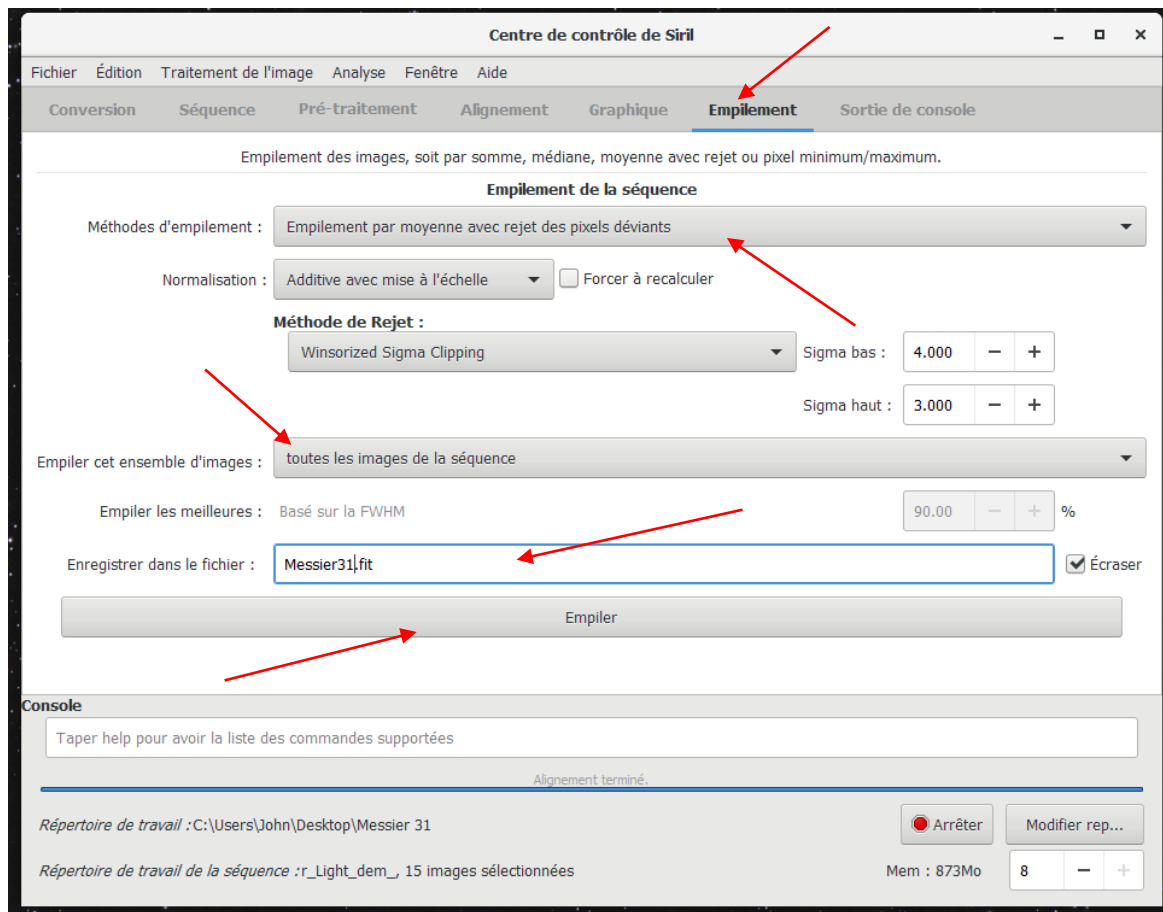 Centre de contrôle de Siril
Fichier Édition Traitement de l'image Analyse Fenêtre Aide
Conversion Séquence Pré-traitement Alignement Graphique Empilement Sortie de console
Empilement des images, soit par somme, médiane, moyenne avec rejet ou pixel minimum/maximum.
Empilement de la séquence
Méthodes d'empilement : Empilement par moyenne avec rejet des pixels déviants
Normalisation : Additive avec mise à l'échelle Forcer à recalculer
Méthode de Rejet :
Winsorized Sigma Clipping Sigma bas : 4.000 − +
Sigma haut : 3.000 − +
Empiler cet ensemble d'images : toutes les images de la séquence
Empiler les meilleures : Basé sur la FWHM 90.00 − + %
Enregistrer dans le fichier : Messier31.fit Écraser
Empiler
Console
Taper help pour avoir la liste des commandes supportées
Alignement terminé.
Répertoire de travail :C:\Users\John\Desktop\Messier 31 Arrêter Modifier rep...
Répertoire de travail de la séquence :r_Light_dem_, 15 images sélectionnées Mem : 873Mo 8 − +